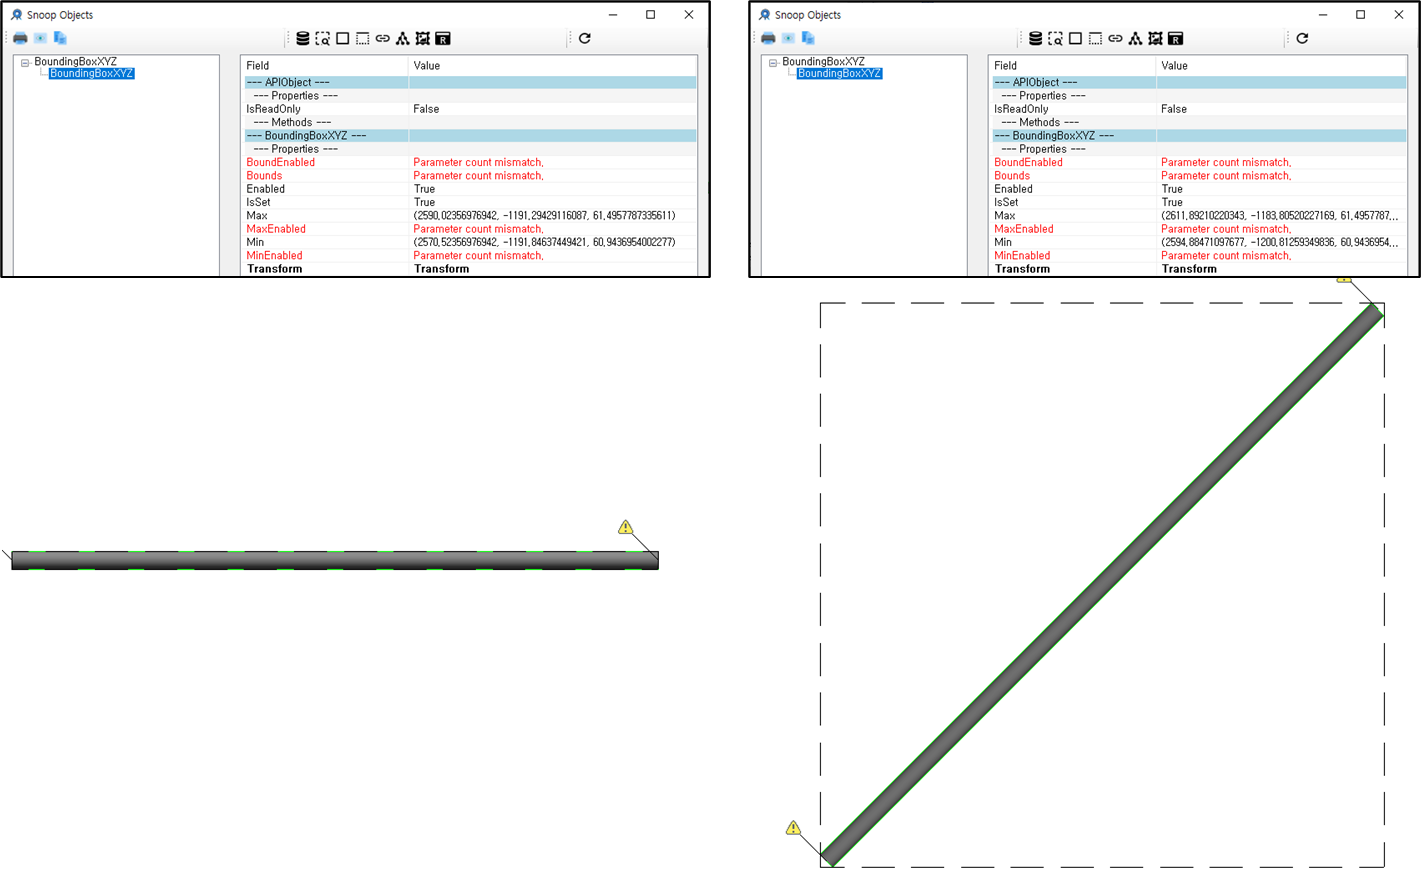 Snoop Objects
BoundingBoxXYZ
BoundingBoxXYZ
Field Value
--- APIObject ---
--- Properties ---
IsReadOnly False
--- Methods ---
--- BoundingBoxXYZ ---
--- Properties ---
BoundEnabled Parameter count mismatch.
Bounds Parameter count mismatch.
Enabled True
IsSet True
Max (2590.02356976942, -1191.29429116087, 61.4957787335611)
MaxEnabled Parameter count mismatch.
Min (2570.52356976942, -1191.84637449421, 60.9436954002277)
MinEnabled Parameter count mismatch.
Transform Transform
Snoop Objects
BoundingBoxXYZ
BoundingBoxXYZ
Field Value
--- APIObject ---
--- Properties ---
IsReadOnly False
--- Methods ---
--- BoundingBoxXYZ ---
--- Properties ---
BoundEnabled Parameter count mismatch.
Bounds Parameter count mismatch.
Enabled True
IsSet True
Max (2611.89210220343, -1183.80520227169, 61.4957787...
MaxEnabled Parameter count mismatch.
Min (2594.88471097677, -1200.81259349836, 60.9436954...
MinEnabled Parameter count mismatch.
Transform Transform